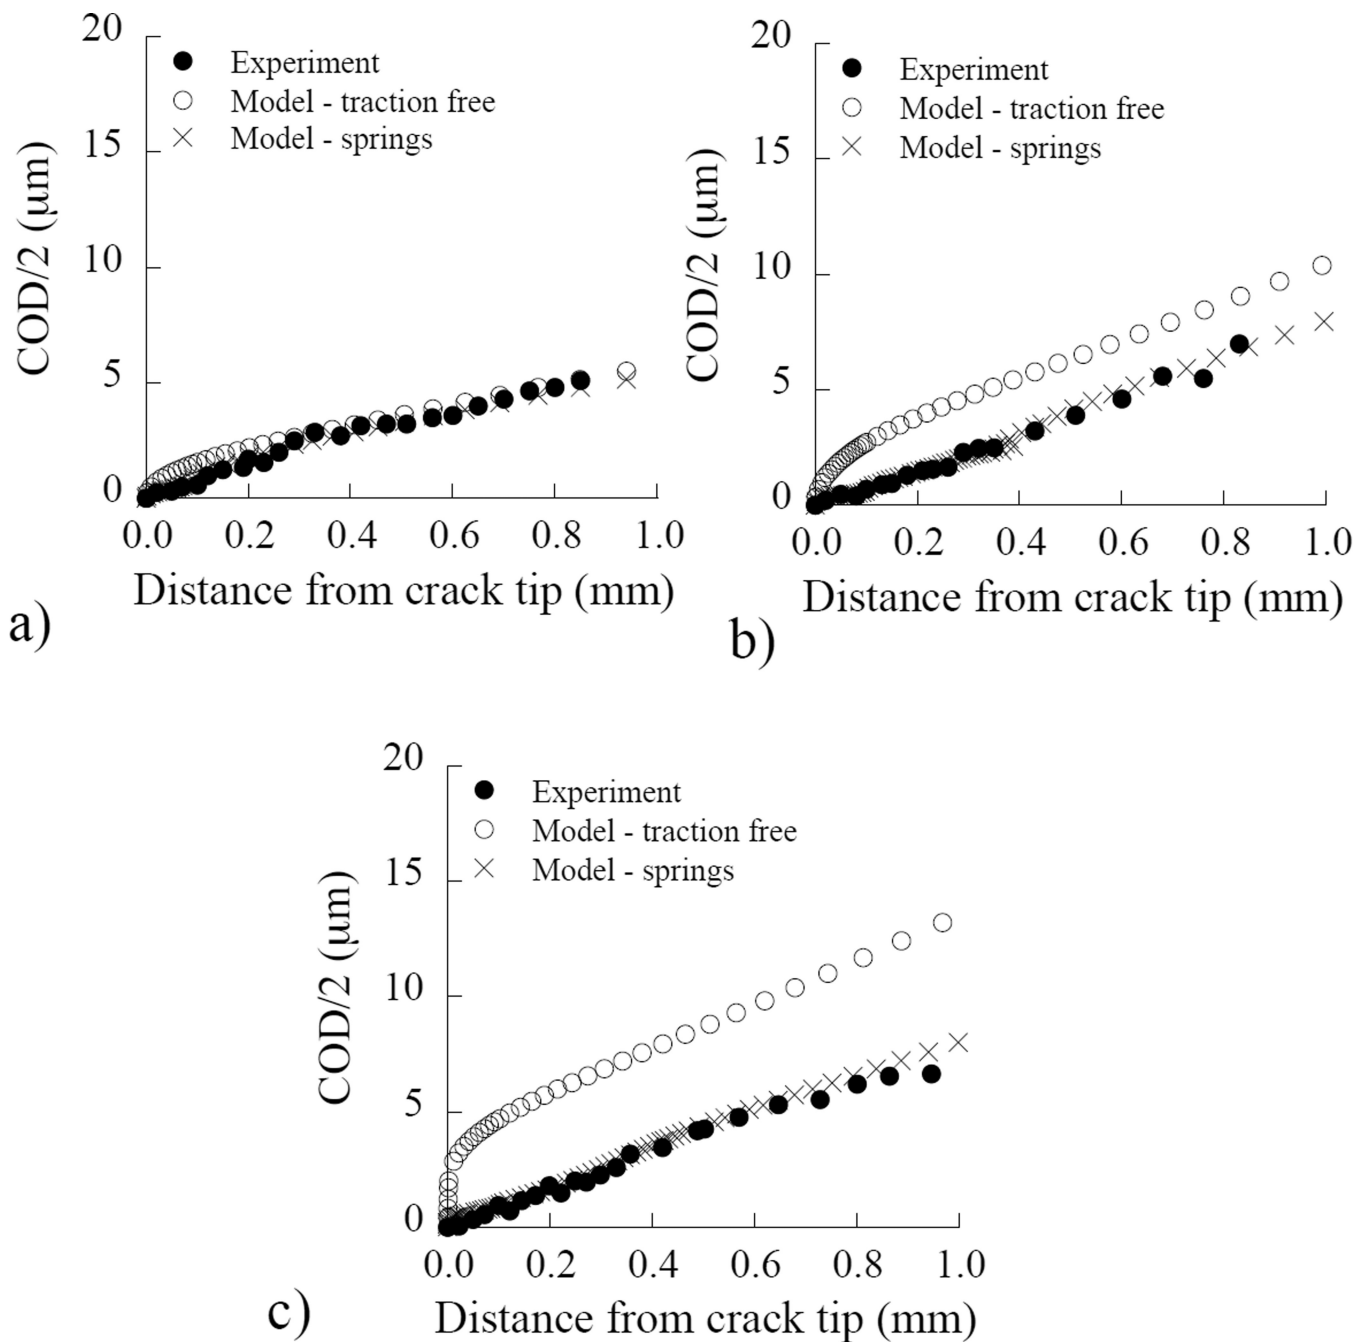 20
15
10
5
0
COD/2 (μm)
Experiment
Model - traction free
Model - springs
0.0 0.2 0.4 0.6 0.8 1.0
Distance from crack tip (mm)
a)
20
15
10
5
0
COD/2 (μm)
Experiment
Model - traction free
Model - springs
0.0 0.2 0.4 0.6 0.8 1.0
Distance from crack tip (mm)
b)
20
15
10
5
0
COD/2 (μm)
Experiment
Model - traction free
Model - springs
0.0 0.2 0.4 0.6 0.8 1.0
Distance from crack tip (mm)
c)